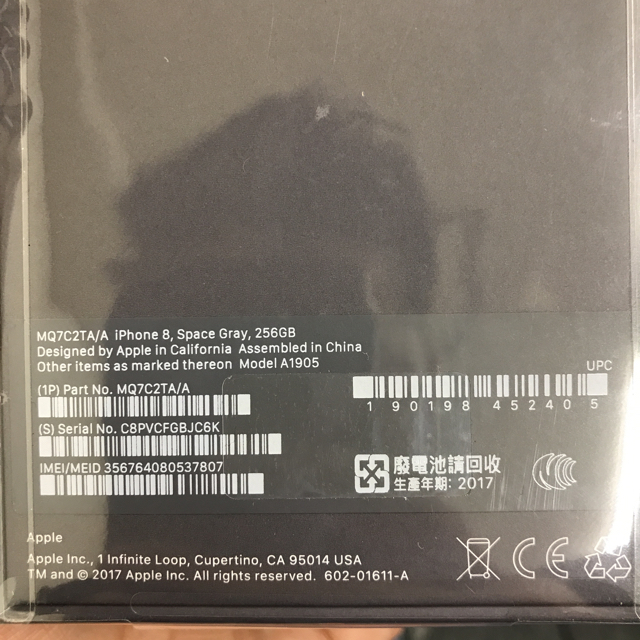 MQ7C2TA/A iPhone 8, Space Gray, 256GB
Designed by Apple in California Assembled in China
Other items as marked thereon Model A1905
(1P) Part No. MQ7C2TA/A
(S) Serial No. C8PVCFGBJC6K
IMEI/MEID 356764080537807
UPC
1 90198 45240 5
廢電池請回收
生產年期: 2017
Apple
Apple Inc., 1 Infinite Loop, Cupertino, CA 95014 USA
TM and © 2017 Apple Inc. All rights reserved. 602-01611-A
CE